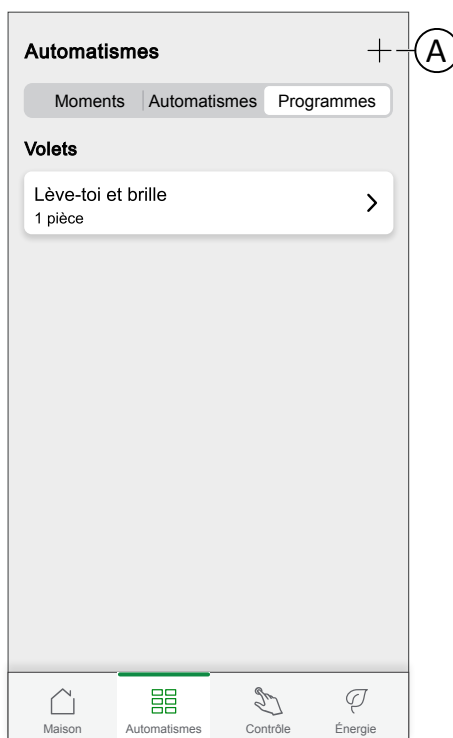 Automatismes
A
Moments Automatismes Programmes
Volets
Lève-toi et brille
1 pièce
Maison Automatismes Contrôle Énergie